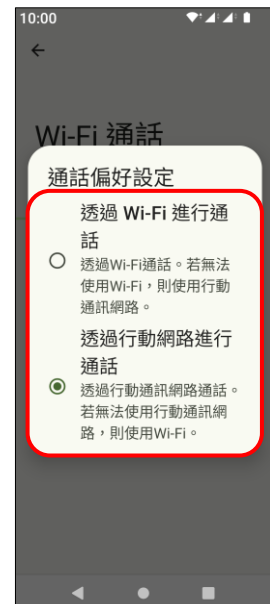 10:00
Wi-Fi 通話
通話偏好設定
透過 Wi-Fi 進行通
話
透過Wi-Fi通話。若無法
使用Wi-Fi，則使用行動
通訊網路。
透過行動網路進行
通話
透過行動通訊網路通話。
若無法使用行動通訊網
路，則使用Wi-Fi。